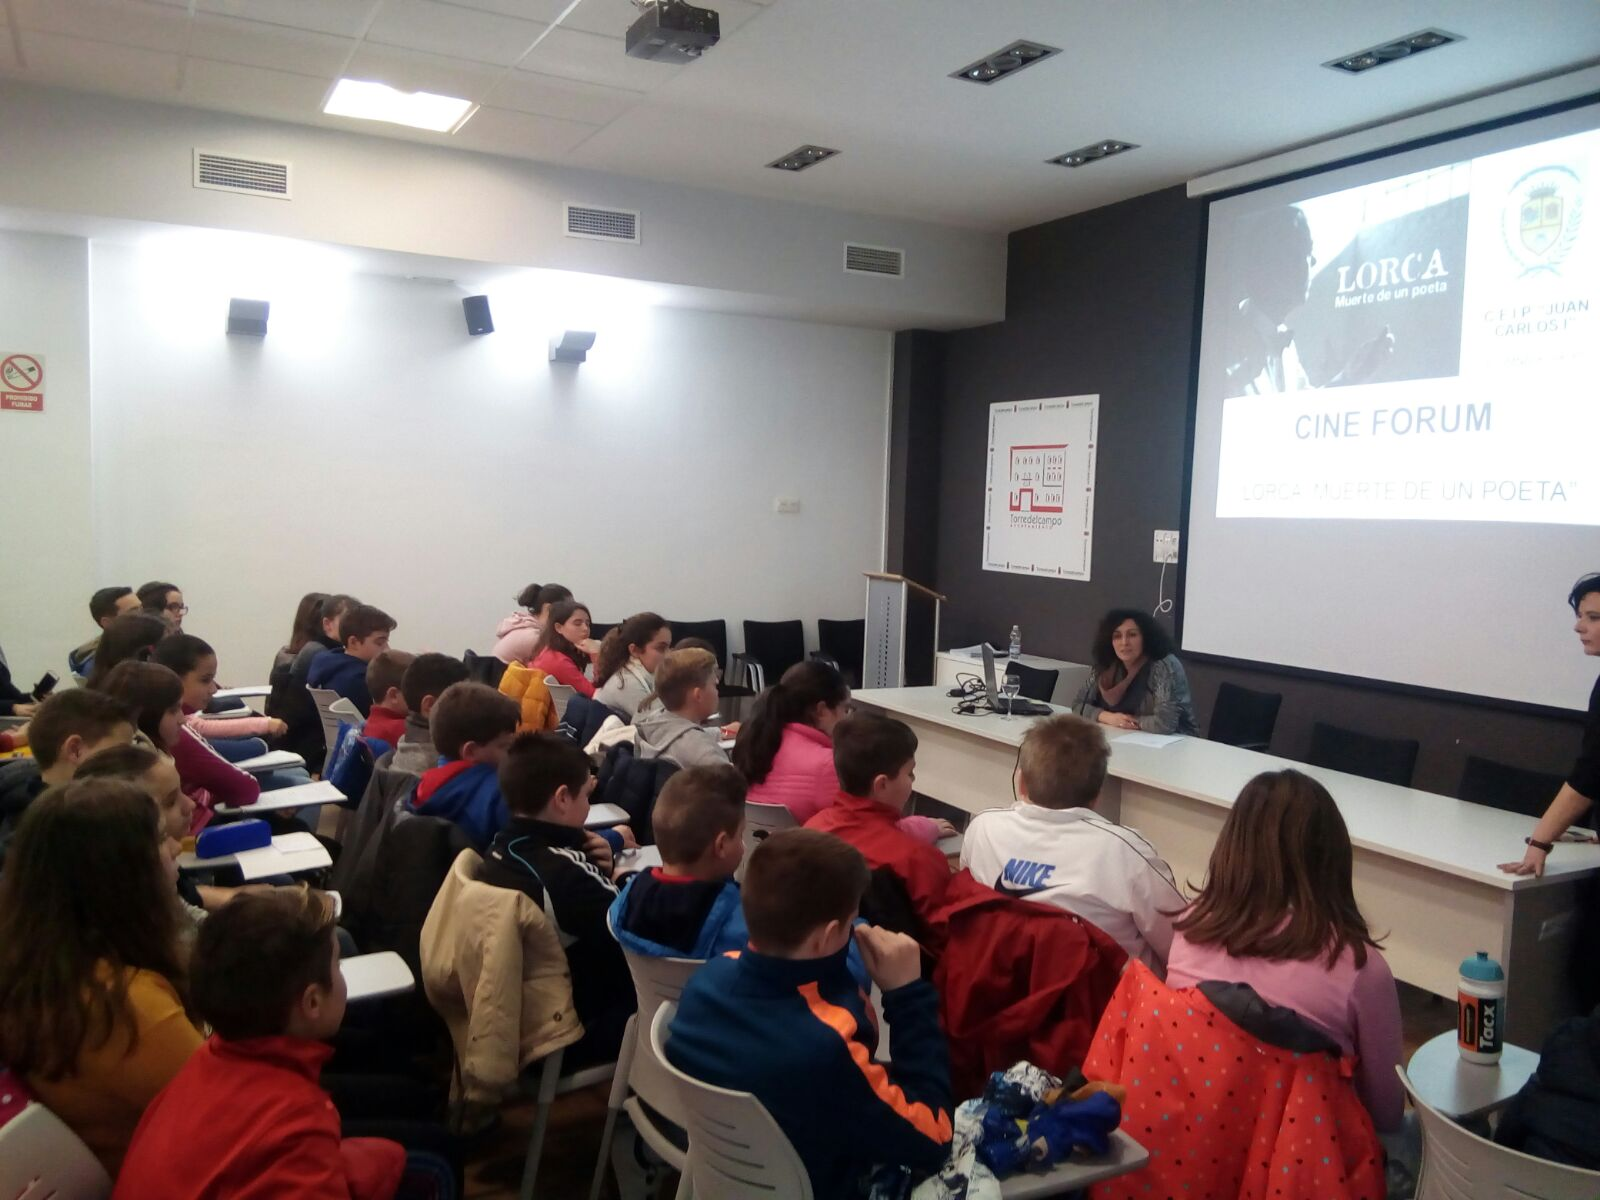 PROHIBIDO
FUMAR
Torredelcampo
AYUNTAMIENTO
LORCA
Muerte de un poeta
C.E.I.P. "JUAN
CARLOS I"
CINE FORUM
"LORCA: MUERTE DE UN POETA"
NIKE
Tacx